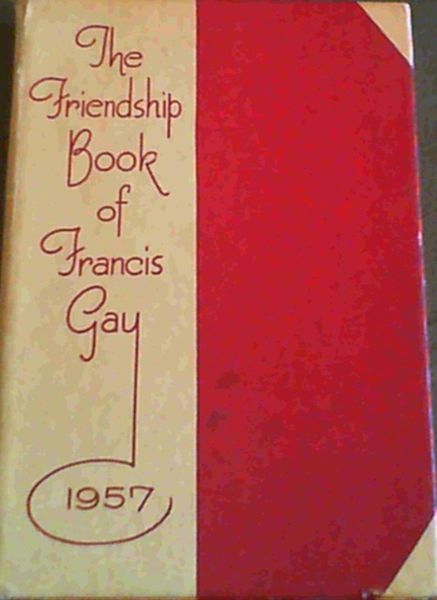 The
Friendship
Book
of
Francis
Gay
1957